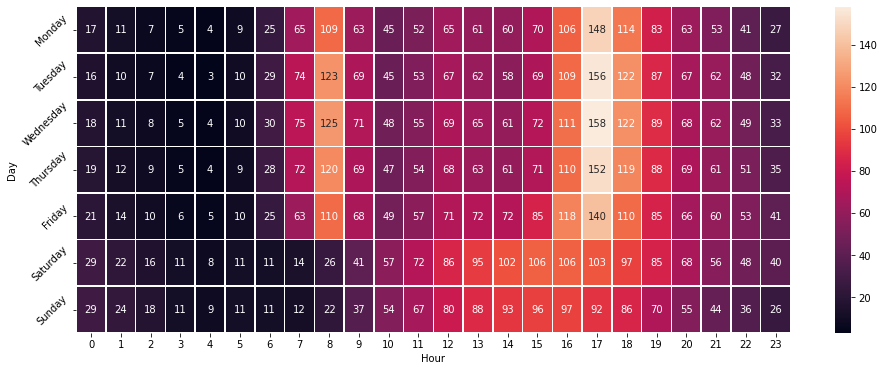 Monday 17 11 7 5 4 9 25 65 109 63 45 52 65 61 60 70 106 148 114 83 63 53 41 27
Tuesday 16 10 7 4 3 10 29 74 123 69 45 53 67 62 58 69 109 156 122 87 67 62 48 32
Wednesday 18 11 8 5 4 10 30 75 125 71 48 55 69 65 61 72 111 158 122 89 68 62 49 33
Thursday 19 12 9 5 4 9 28 72 120 69 47 54 68 63 61 71 110 152 119 88 69 61 51 35
Friday 21 14 10 6 5 10 25 63 110 68 49 57 71 72 72 85 118 140 110 85 66 60 53 41
Saturday 29 22 16 11 8 11 11 14 26 41 57 72 86 95 102 106 106 103 97 85 68 56 48 40
Sunday 29 24 18 11 9 11 11 12 22 37 54 67 80 88 93 96 97 92 86 70 55 44 36 26
0 1 2 3 4 5 6 7 8 9 10 11 12 13 14 15 16 17 18 19 20 21 22 23
Hour
Day
140
120
100
80
60
40
20